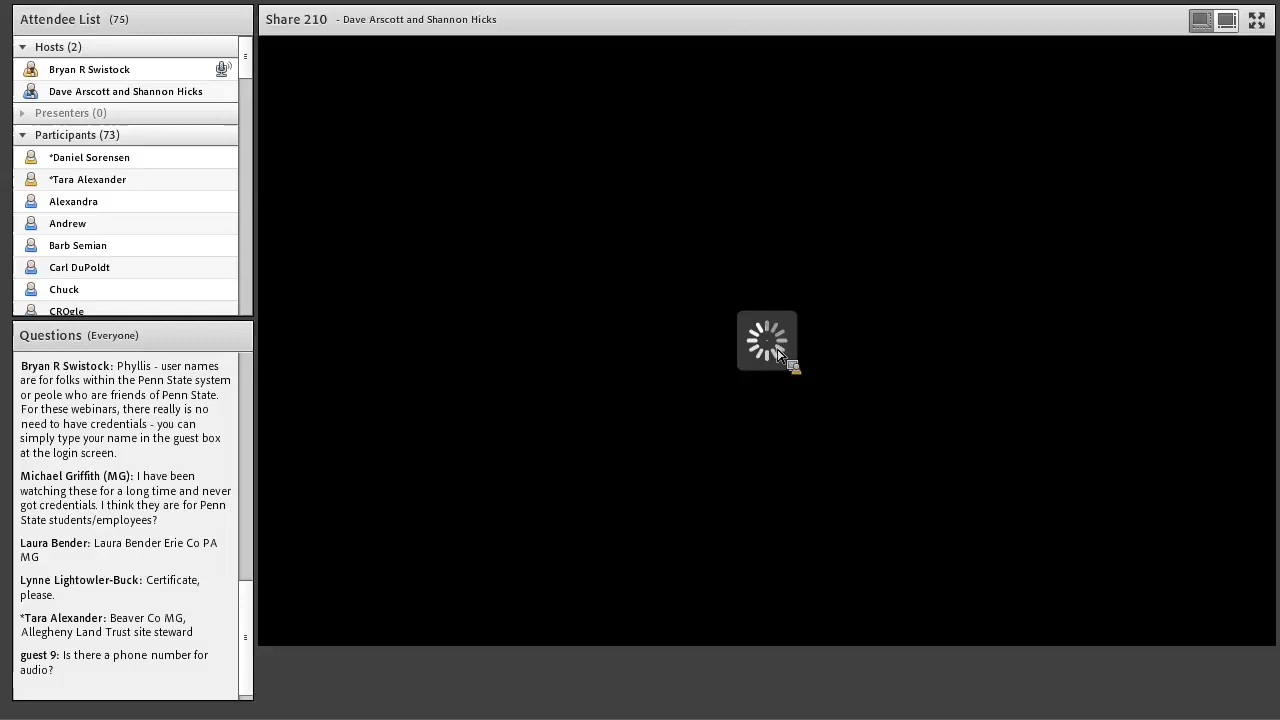 Attendee List (75)
Hosts (2)
Bryan R Swistock
Dave Arscott and Shannon Hicks
Presenters (0)
Participants (73)
*Daniel Sorensen
*Tara Alexander
Alexandra
Andrew
Barb Semian
Carl DuPoldt
Chuck
CROgle
Questions (Everyone)
Bryan R Swistock: Phyllis - user names
are for folks within the Penn State system
or peole who are friends of Penn State.
For these webinars, there really is no
need to have credentials - you can
simply type your name in the guest box
at the login screen.
Michael Griffith (MG): I have been
watching these for a long time and never
got credentials. I think they are for Penn
State students/employees?
Laura Bender: Laura Bender Erie Co PA
MG
Lynne Lightowler-Buck: Certificate,
please.
*Tara Alexander: Beaver Co MG,
Allegheny Land Trust site steward
guest 9: Is there a phone number for
audio?
Share 210 - Dave Arscott and Shannon Hicks